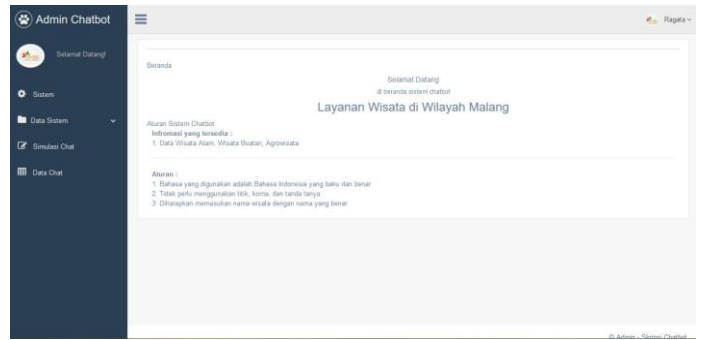 Admin Chatbot
Ragata
Selamat Datang!
Sistem
Data Sistem
Simulasi Chat
Data Chat
Beranda
Selamat Datang
di beranda sistem chatbot
Layanan Wisata di Wilayah Malang
Aturan Sistem Chatbot
Infromasi yang tersedia :
1. Data Wisata Alam, Wisata Buatan, Agrowisata
Aturan :
1. Bahasa yang digunakan adalah Bahasa Indonesia yang baku dan benar
2. Tidak perlu menggunakan titik, koma, dan tanda tanya
3. Diharapkan memasukan nama wisata dengan nama yang benar
© Admin - Skripsi Chatbot